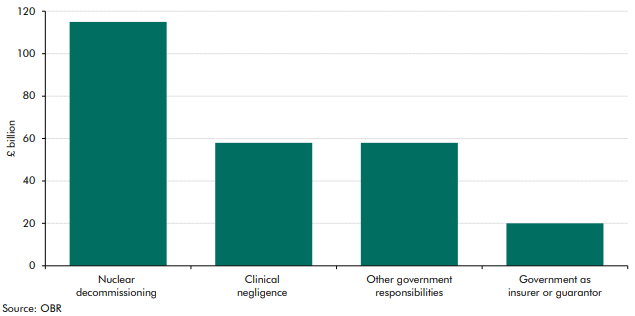 120
100
80
60
40
20
0
£ billion
Nuclear
decommissioning
Clinical
negligence
Other government
responsibilities
Government as
insurer or guarantor
Source: OBR